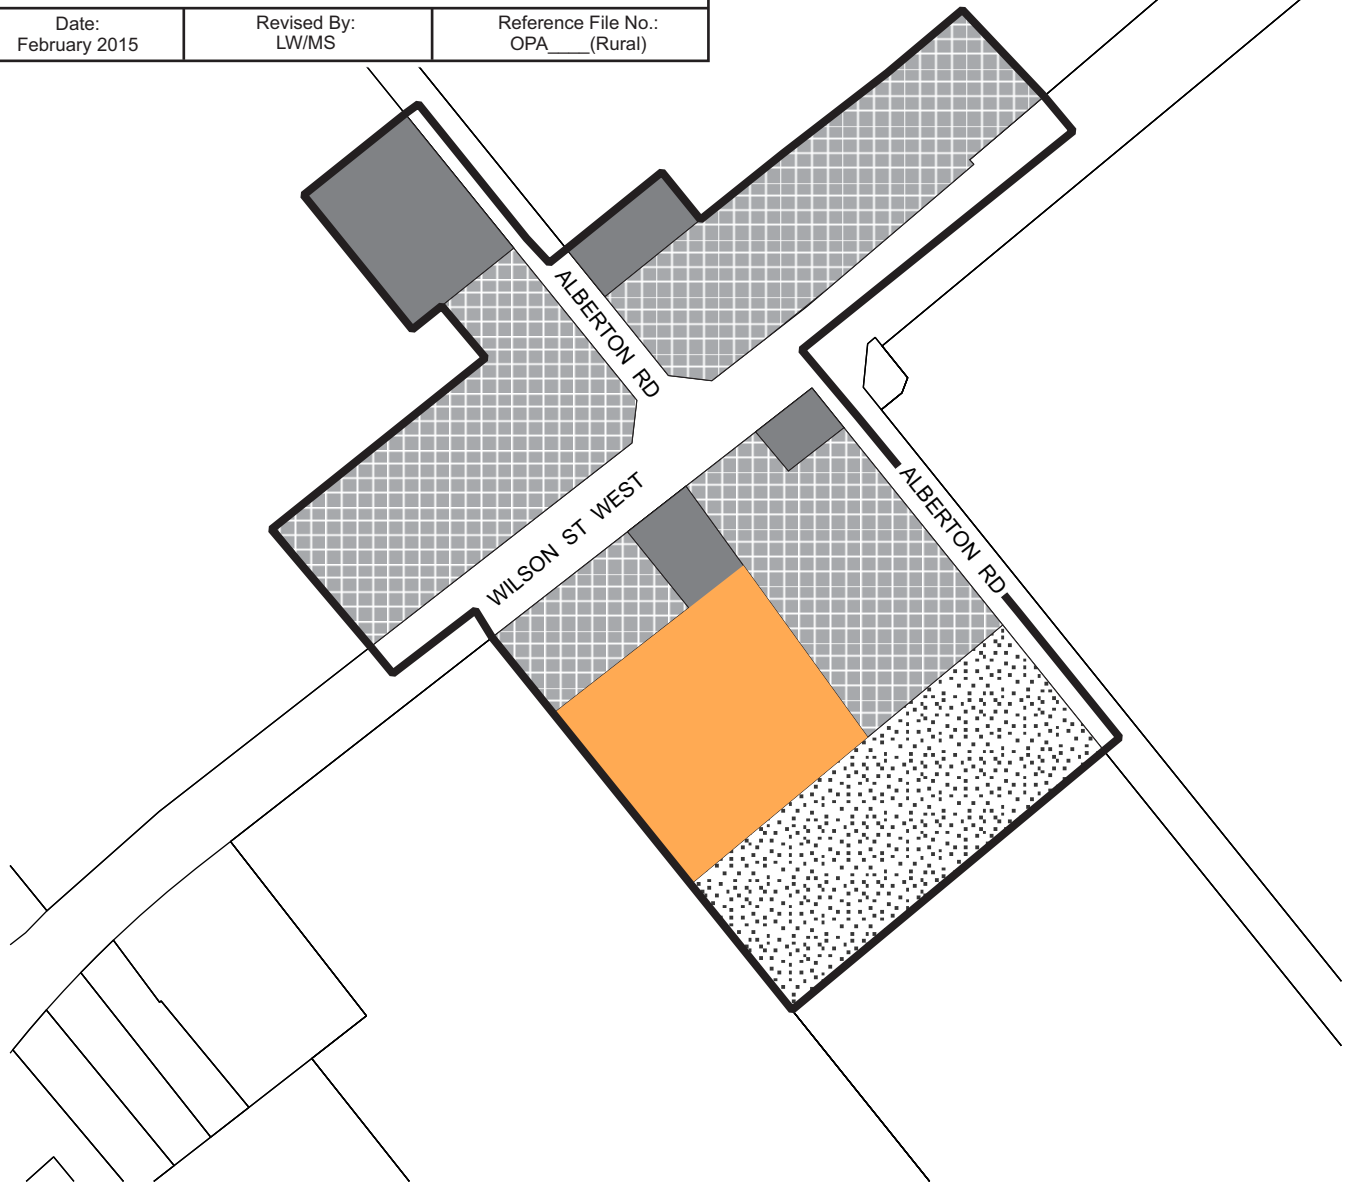 Date:
February 2015
Revised By:
LW/MS
Reference File No.:
OPA____(Rural)
ALBERTON RD
WILSON ST WEST
ALBERTON RD